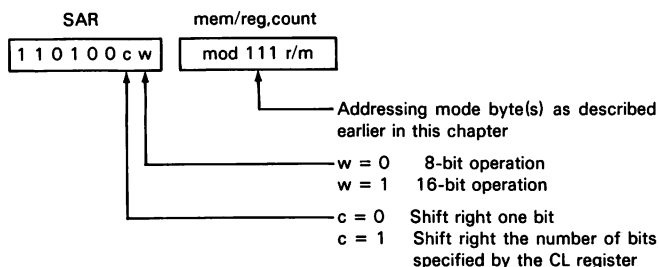 SAR mem/reg,count
1 1 0 1 0 0 c w mod 111 r/m
Addressing mode byte(s) as described
earlier in this chapter
w = 0 8-bit operation
w = 1 16-bit operation
c = 0 Shift right one bit
c = 1 Shift right the number of bits
specified by the CL register